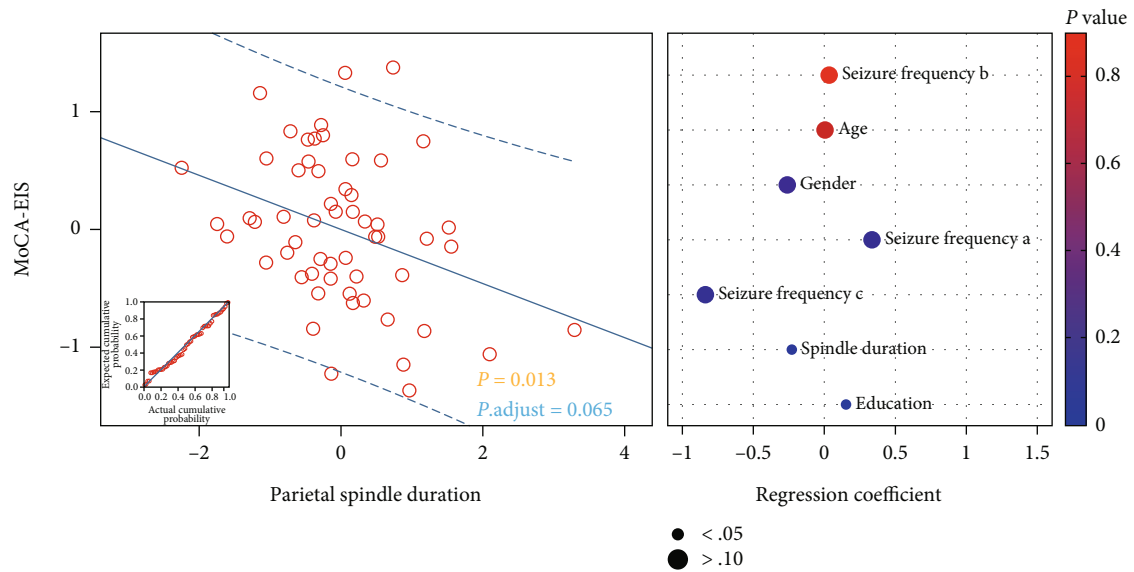 P value
MoCA-EIS
1
0
−1
−2
0
2
4
Parietal spindle duration
P = 0.013
P.adjust = 0.065
Expected cumulative
probability
1.0
0.8
0.6
0.4
0.2
0.0
0.0 0.2 0.4 0.6 0.8 1.0
Actual cumulative
probability
Seizure frequency b
Age
Gender
Seizure frequency a
Seizure frequency c
Spindle duration
Education
−1 −0.5 0 0.5 1 1.5
Regression coefficient
0.8
0.6
0.4
0.2
0
< .05
> .10